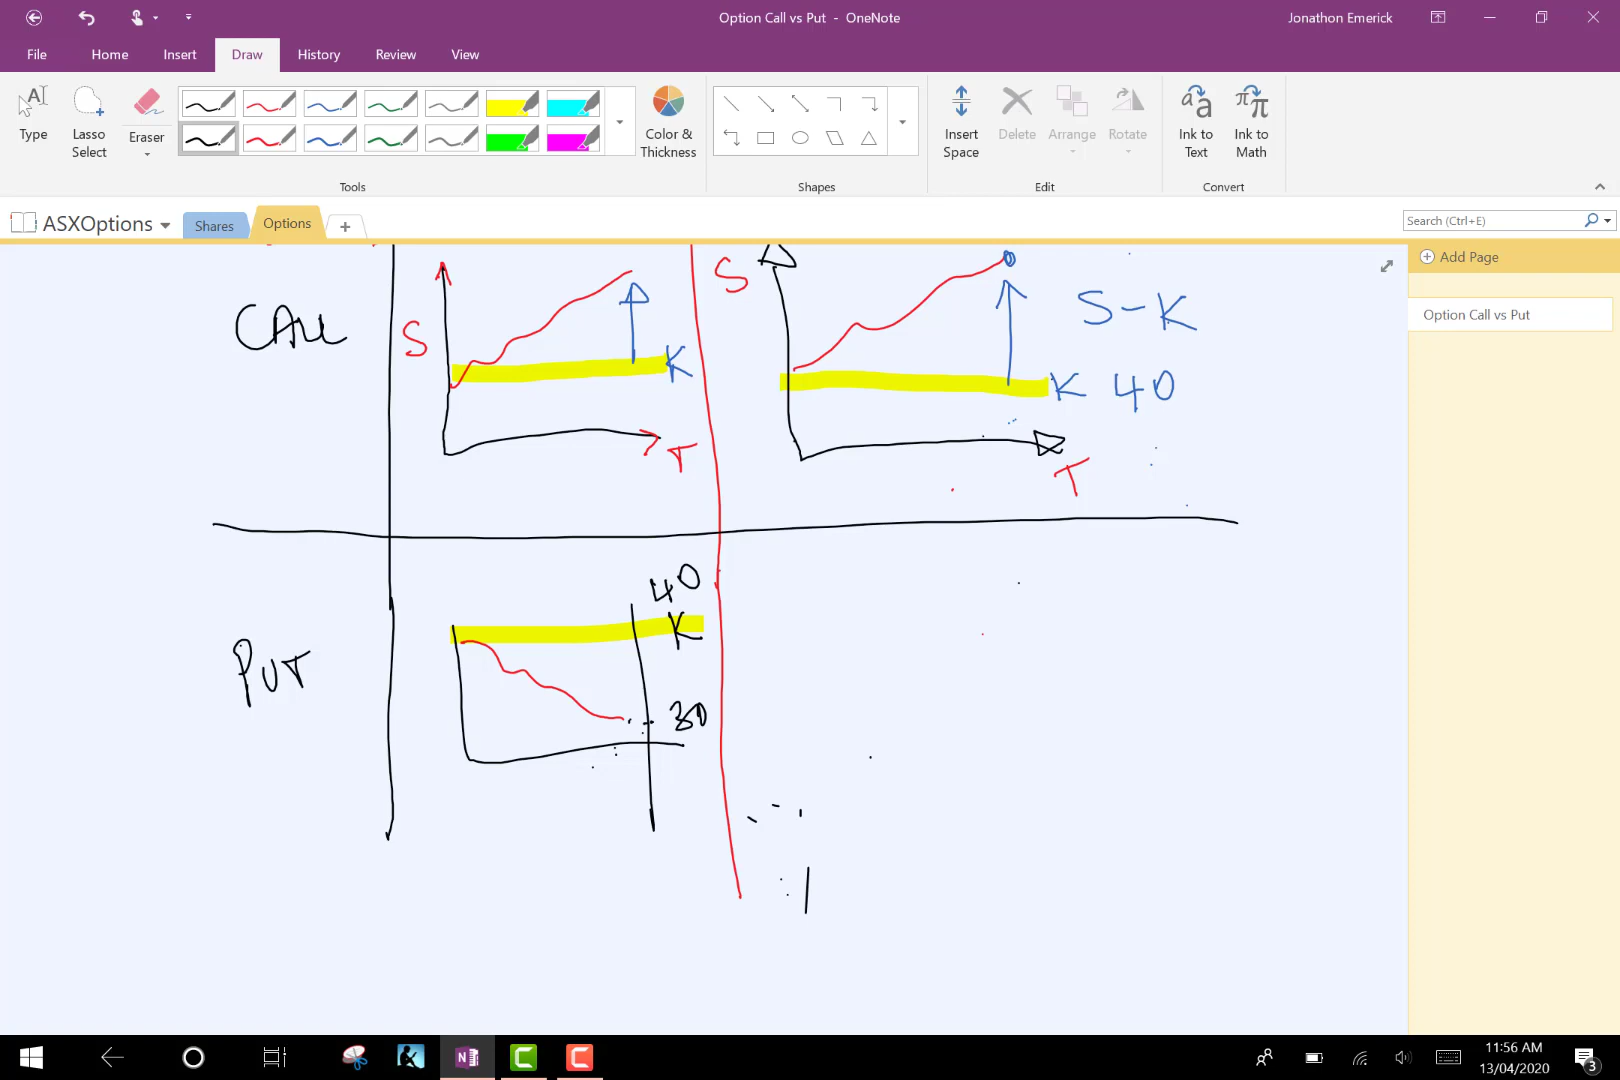 Option Call vs Put - OneNote
Jonathon Emerick
File Home Insert Draw History Review View
Type
Lasso Select
Eraser
Color & Thickness
Insert Space
Delete
Arrange
Rotate
Ink to Text
Ink to Math
Tools
Shapes
Edit
Convert
ASXOptions
Shares
Options
Search (Ctrl+E)
Add Page
Option Call vs Put
CALL
S
K
T
S
S-K
K 40
T
PUT
40
K
30
11:56 AM
13/04/2020
3